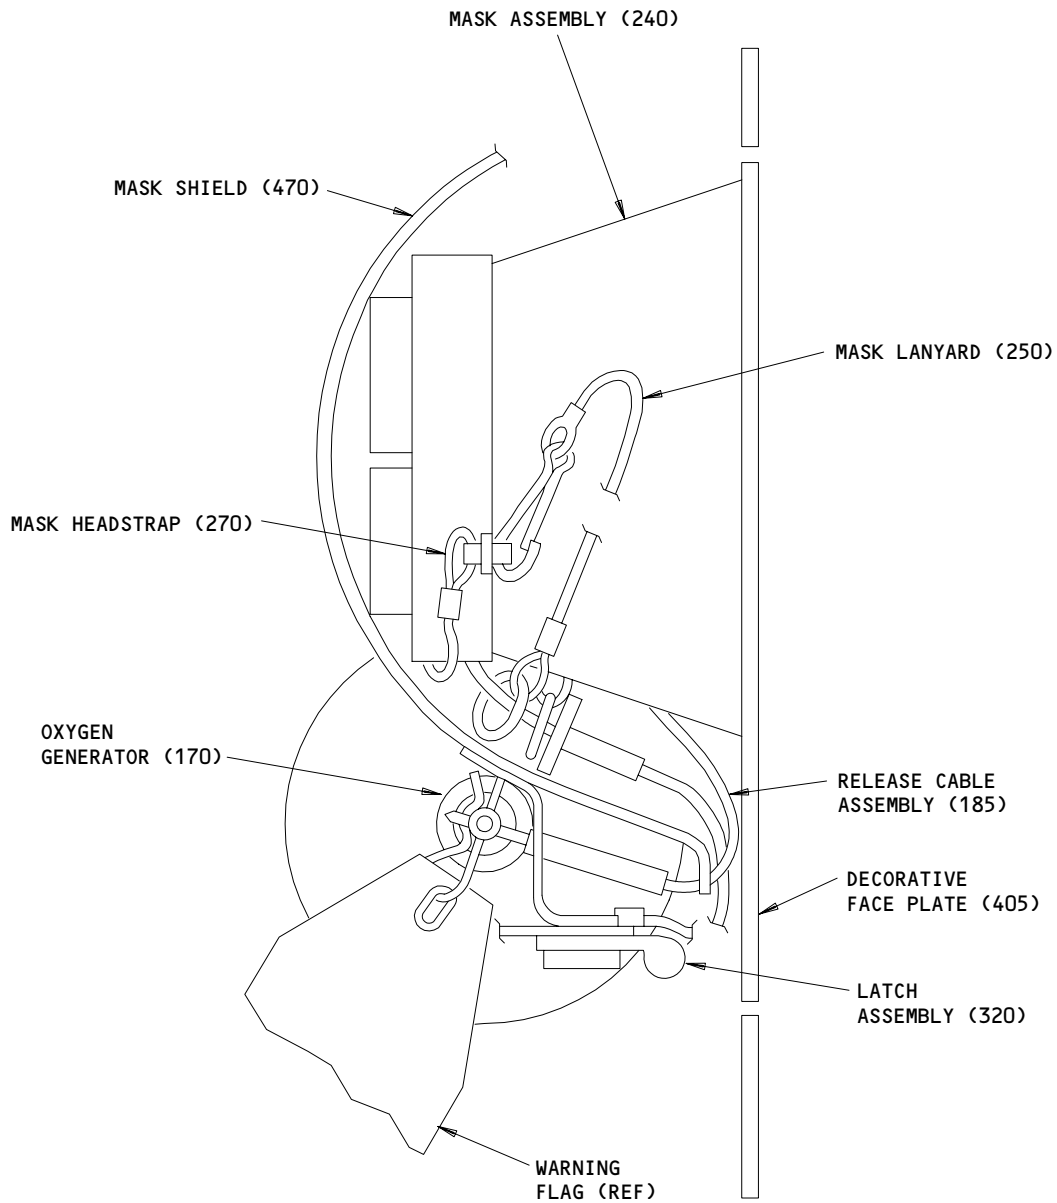 MASK ASSEMBLY (240)
MASK SHIELD (470)
MASK LANYARD (250)
MASK HEADSTRAP (270)
OXYGEN
GENERATOR (170)
RELEASE CABLE
ASSEMBLY (185)
DECORATIVE
FACE PLATE (405)
LATCH
ASSEMBLY (320)
WARNING
FLAG (REF)